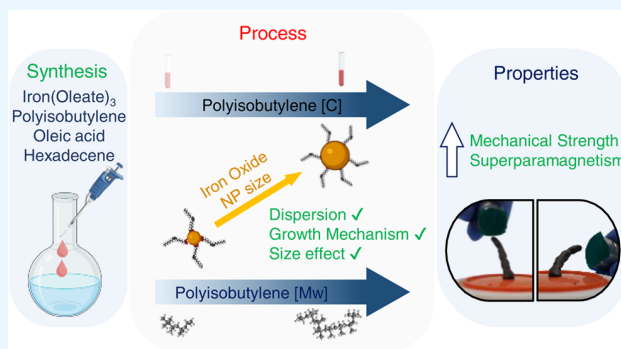 Synthesis
Iron(Oleate)3
Polyisobutylene
Oleic acid
Hexadecene
Process
Polyisobutylene [C]
Iron Oxide
NP size
Dispersion ✓
Growth Mechanism ✓
Size effect ✓
Polyisobutylene [Mw]
Properties
Mechanical Strength
Superparamagnetism